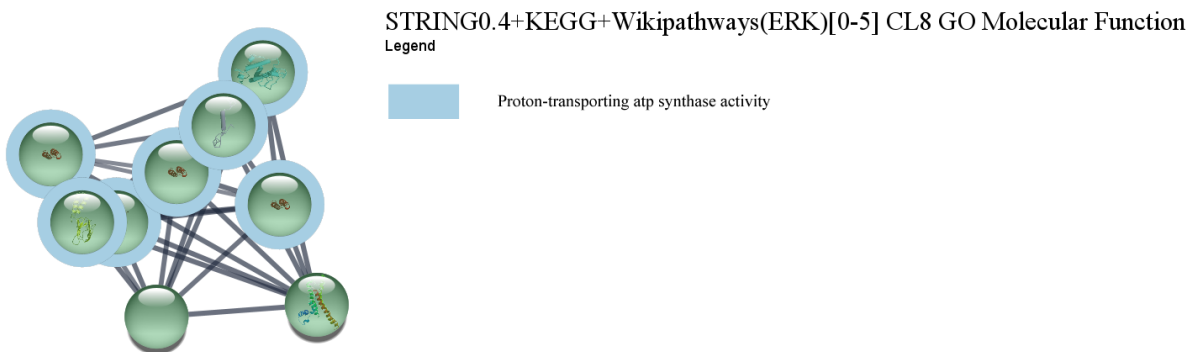 STRING0.4+KEGG+Wikipathways(ERK)[0-5] CL8 GO Molecular Function
Legend
Proton-transporting atp synthase activity